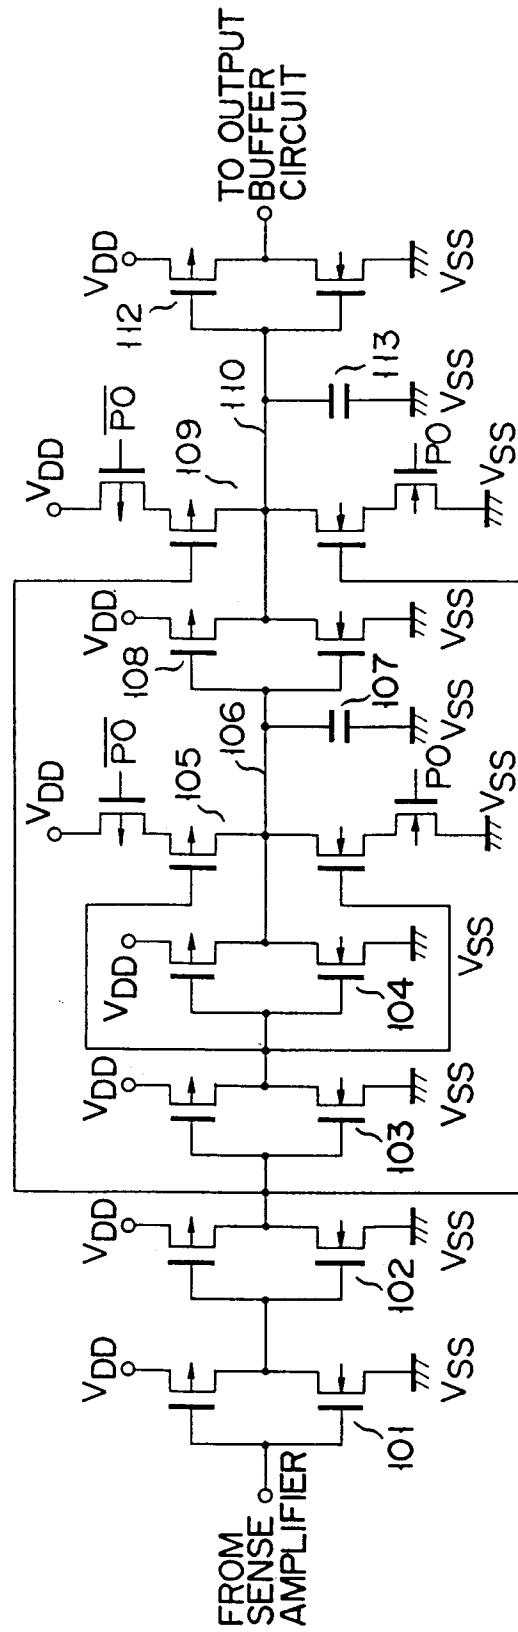 VDD
VDD
PO
PO
VDD
VDD
VDD
VDD
VDD
VDD
108
112
105
109
106
110
FROM
SENSE
AMPLIFIER
TO OUTPUT
BUFFER
CIRCUIT
101
102
103
104
107
113
PO
PO
VSS
VSS
VSS
VSS
VSS
VSS
VSS
VSS
VSS
VSS